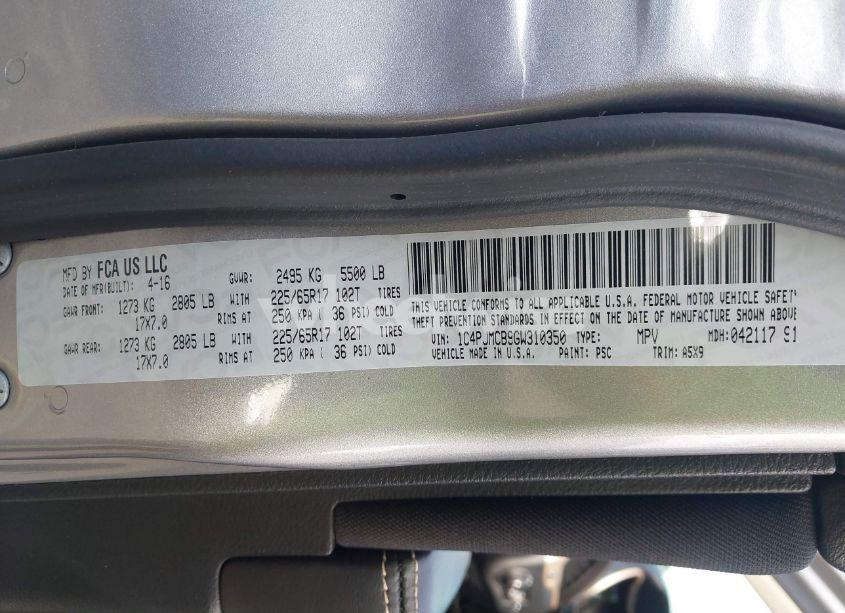 MFD BY FCA US LLC
DATE OF MFR(BUILT): 4-16 GVWR: 2495 KG 5500 LB
GAWR FRONT: 1273 KG 2805 LB WITH 225/65R17 102T TIRES
17X7.0 RIMS AT 250 KPA ( 36 PSI) COLD
GAWR REAR: 1273 KG 2805 LB WITH 225/65R17 102T TIRES
17X7.0 RIMS AT 250 KPA ( 36 PSI) COLD
THIS VEHICLE CONFORMS TO ALL APPLICABLE U.S.A. FEDERAL MOTOR VEHICLE SAFETY
THEFT PREVENTION STANDARDS IN EFFECT ON THE DATE OF MANUFACTURE SHOWN ABOVE
VIN: 1C4PJMCB9GW310350 TYPE: MPV MDH: 042117 91
VEHICLE MADE IN U.S.A. PAINT: PSC TRIM: A5X9